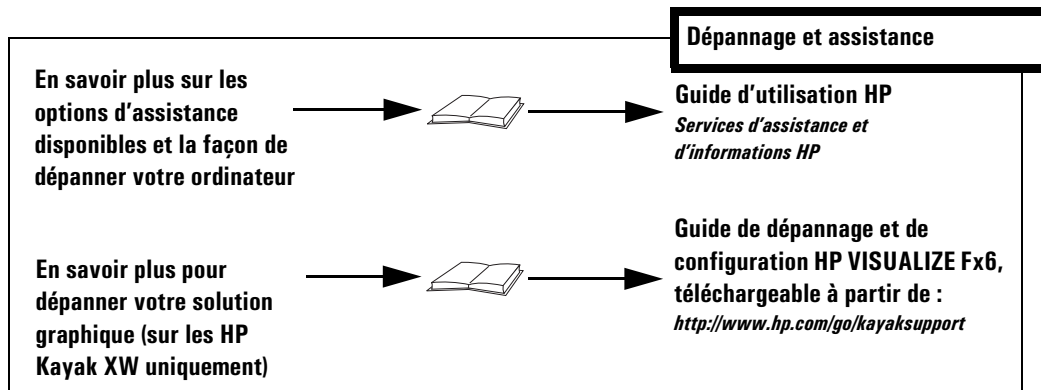 Dépannage et assistance
En savoir plus sur les
options d'assistance
disponibles et la façon de
dépanner votre ordinateur
Guide d'utilisation HP
Services d'assistance et
d'informations HP
En savoir plus pour
dépanner votre solution
graphique (sur les HP
Kayak XW uniquement)
Guide de dépannage et de
configuration HP VISUALIZE Fx6,
téléchargeable à partir de :
http://www.hp.com/go/kayaksupport